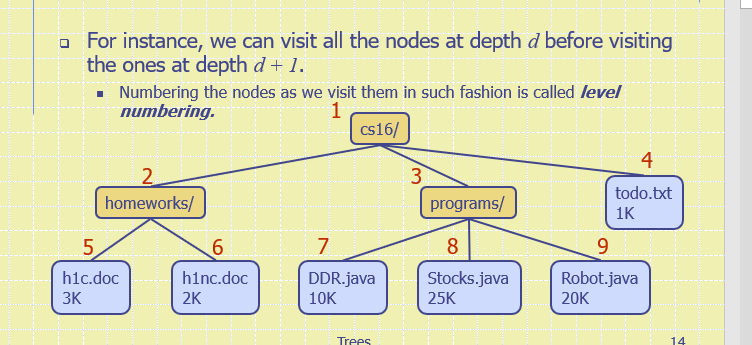 For instance, we can visit all the nodes at depth d before visiting
the ones at depth d + 1.
Numbering the nodes as we visit them in such fashion is called level
numbering.
1
cs16/
2
3
4
homeworks/
programs/
todo.txt
1K
5
6
7
8
9
h1c.doc
3K
h1nc.doc
2K
DDR.java
10K
Stocks.java
25K
Robot.java
20K
Trees
14